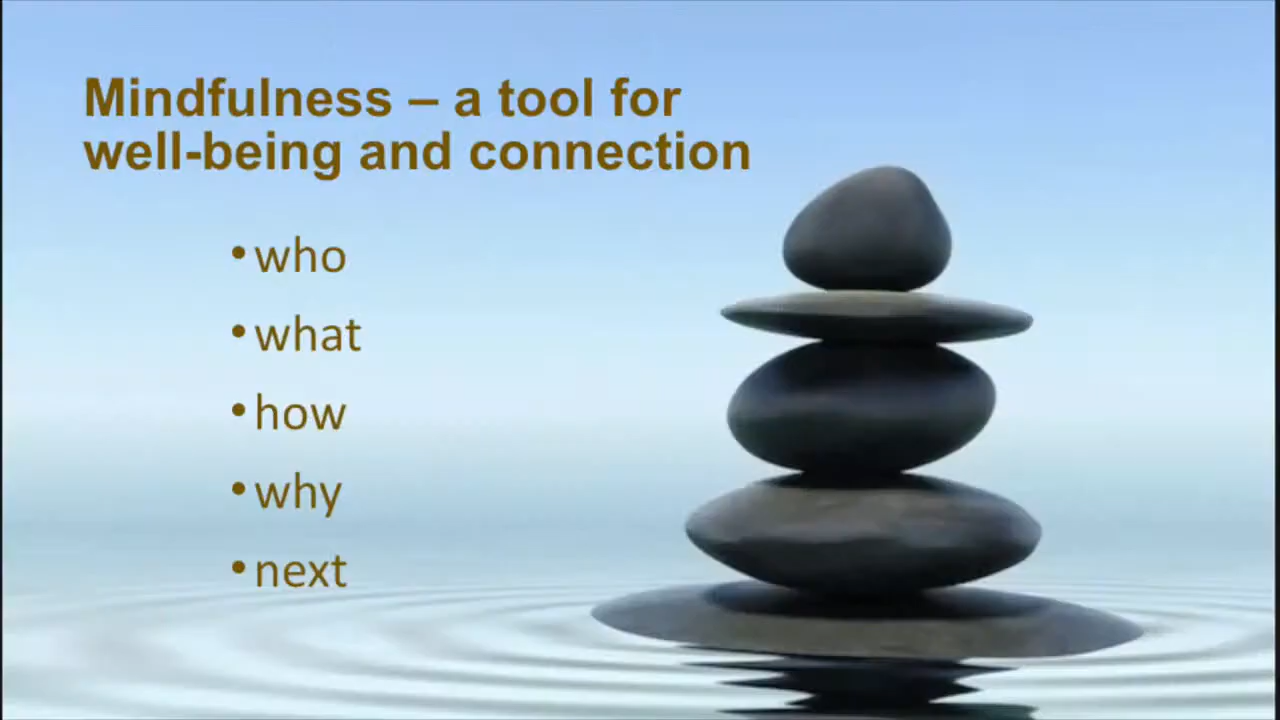 Mindfulness – a tool for
well-being and connection
• who
• what
• how
• why
• next